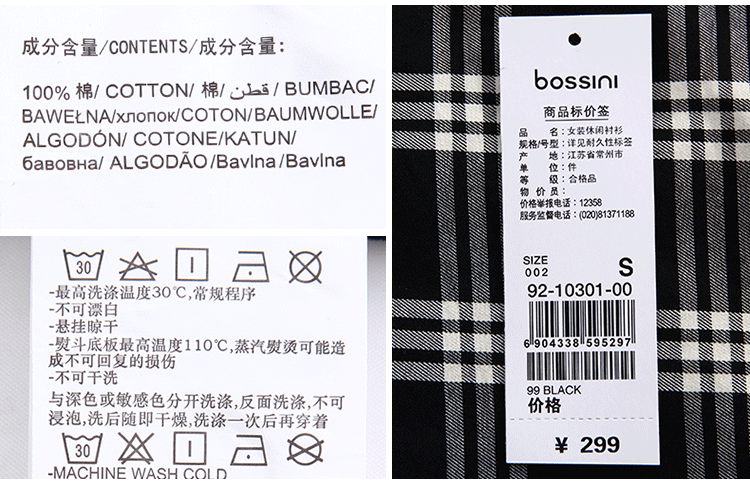 成分含量/CONTENTS/成分含量:
100% 棉/ COTTON/ 棉/ قطن / BUMBAC/
BAWEŁNA/хлопок/COTON/BAUMWOLLE/
ALGODÓN/ COTONE/KATUN/
бавовна/ ALGODÃO/Bavlna/Bavlna
30
-最高洗涤温度30℃,常规程序
-不可漂白
-悬挂晾干
-熨斗底板最高温度110℃,蒸汽熨烫可能造
成不可回复的损伤
-不可干洗
与深色或敏感色分开洗涤,反面洗涤,不可
浸泡,洗后随即干燥,洗涤一次后再穿着
30
-MACHINE WASH COLD
bossini
商品标价签
品 名: 女装休闲衬衫
规格/号型: 详见耐久性标签
产 地: 江苏省常州市
单 位: 件
等 级: 合格品
物 价 员:
价格举报电话: 12358
服务监督电话: (020)81371188
SIZE
002 S
92-10301-00
6 904338 595297
99 BLACK
价格
¥ 299